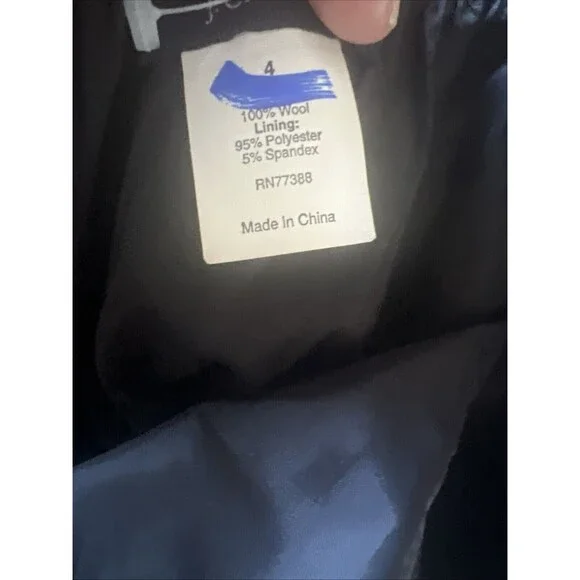 4
100% Wool
Lining:
95% Polyester
5% Spandex
RN77388
Made In China